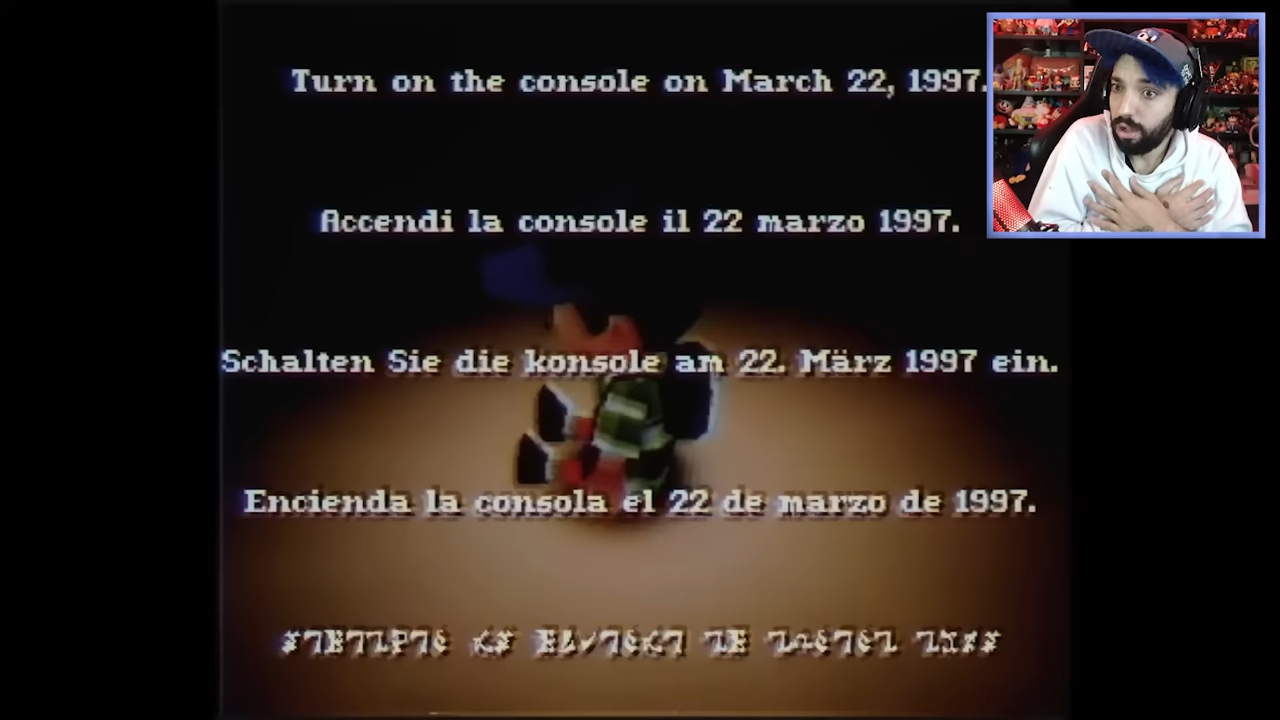 Turn on the console on March 22, 1997.
Accendi la console il 22 marzo 1997.
Schalten Sie die konsole am 22. März 1997 ein.
Encienda la consola el 22 de marzo de 1997.